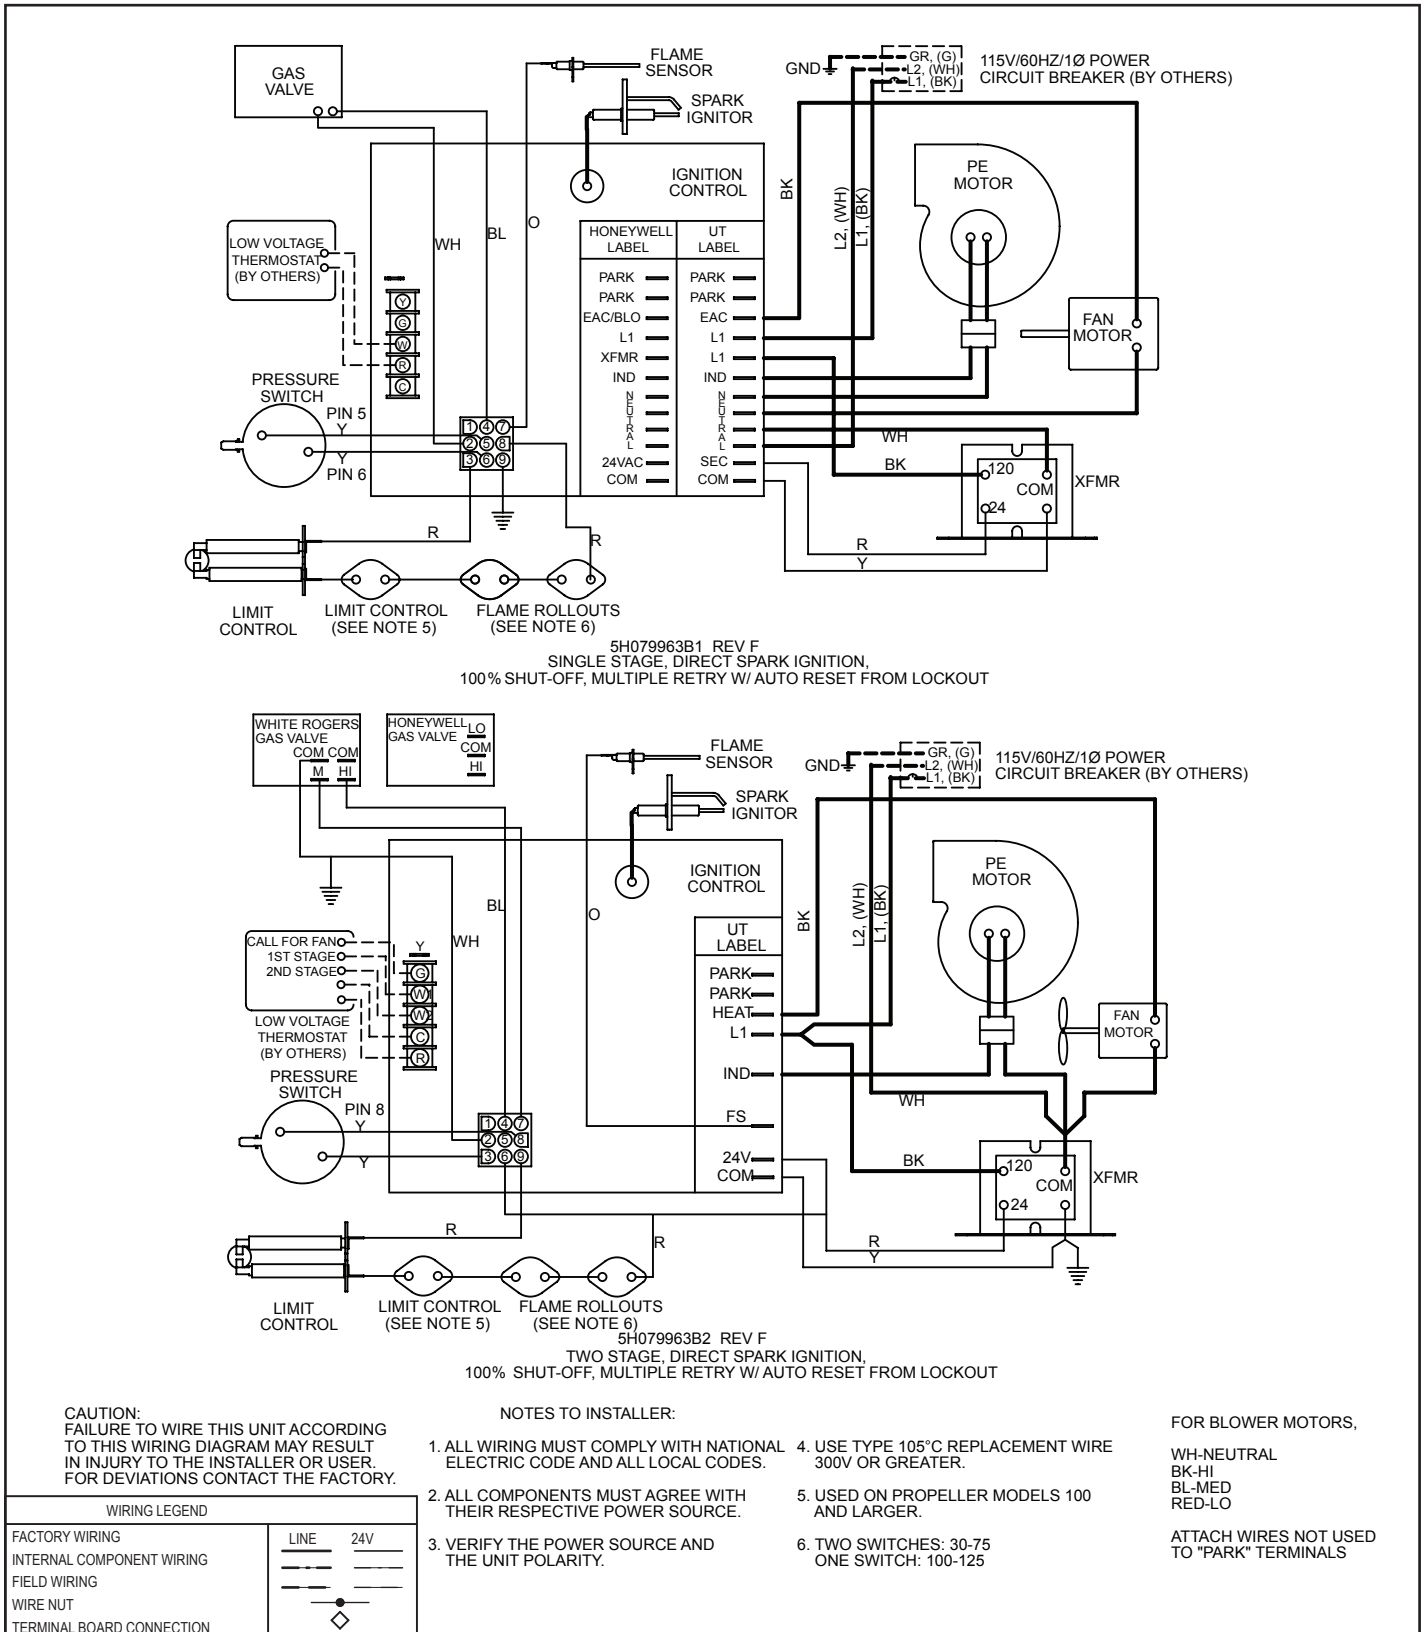 GAS
VALVE
FLAME
SENSOR
SPARK
IGNITOR
GND
GR, (G)
L2, (WH)
L1, (BK)
115V/60HZ/1Ø POWER
CIRCUIT BREAKER (BY OTHERS)
IGNITION
CONTROL
BK
L2, (WH)
L1, (BK)
PE
MOTOR
WH
BL
O
LOW VOLTAGE
THERMOSTAT
(BY OTHERS)
Y
G
W
R
C
HONEYWELL
LABEL
UT
LABEL
PARK
PARK
PARK
PARK
EAC/BLO
EAC
L1
L1
XFMR
L1
IND
IND
NEUTRAL
NEUTRAL
24VAC
SEC
COM
COM
FAN
MOTOR
PRESSURE
SWITCH
PIN 5
Y
Y
PIN 6
1 4 7
2 5 8
3 6 9
WH
BK
120
COM
24
XFMR
R
Y
R
R
LIMIT
CONTROL
LIMIT CONTROL
(SEE NOTE 5)
FLAME ROLLOUTS
(SEE NOTE 6)
5H079963B1 REV F
SINGLE STAGE, DIRECT SPARK IGNITION,
100% SHUT-OFF, MULTIPLE RETRY W/ AUTO RESET FROM LOCKOUT
WHITE ROGERS
GAS VALVE
COM COM
M HI
HONEYWELL
GAS VALVE
LO
COM
HI
FLAME
SENSOR
SPARK
IGNITOR
GND
GR, (G)
L2, (WH)
L1, (BK)
115V/60HZ/1Ø POWER
CIRCUIT BREAKER (BY OTHERS)
IGNITION
CONTROL
BL
WH
O
BK
L2, (WH)
L1, (BK)
PE
MOTOR
CALL FOR FAN
1ST STAGE
2ND STAGE
LOW VOLTAGE
THERMOSTAT
(BY OTHERS)
Y
G
W1
W2
C
R
UT
LABEL
PARK
PARK
HEAT
L1
IND
FS
24V
COM
FAN
MOTOR
PRESSURE
SWITCH
PIN 8
Y
Y
1 4 7
2 5 8
3 6 9
WH
BK
120
COM
24
XFMR
R
Y
R
R
LIMIT
CONTROL
LIMIT CONTROL
(SEE NOTE 5)
FLAME ROLLOUTS
(SEE NOTE 6)
5H079963B2 REV F
TWO STAGE, DIRECT SPARK IGNITION,
100% SHUT-OFF, MULTIPLE RETRY W/ AUTO RESET FROM LOCKOUT
CAUTION:
FAILURE TO WIRE THIS UNIT ACCORDING
TO THIS WIRING DIAGRAM MAY RESULT
IN INJURY TO THE INSTALLER OR USER.
FOR DEVIATIONS CONTACT THE FACTORY.
WIRING LEGEND
LINE 24V
FACTORY WIRING
INTERNAL COMPONENT WIRING
FIELD WIRING
WIRE NUT
TERMINAL BOARD CONNECTION
NOTES TO INSTALLER:
1. ALL WIRING MUST COMPLY WITH NATIONAL
ELECTRIC CODE AND ALL LOCAL CODES.
2. ALL COMPONENTS MUST AGREE WITH
THEIR RESPECTIVE POWER SOURCE.
3. VERIFY THE POWER SOURCE AND
THE UNIT POLARITY.
4. USE TYPE 105°C REPLACEMENT WIRE
300V OR GREATER.
5. USED ON PROPELLER MODELS 100
AND LARGER.
6. TWO SWITCHES: 30-75
ONE SWITCH: 100-125
FOR BLOWER MOTORS,
WH-NEUTRAL
BK-HI
BL-MED
RED-LO
ATTACH WIRES NOT USED
TO "PARK" TERMINALS